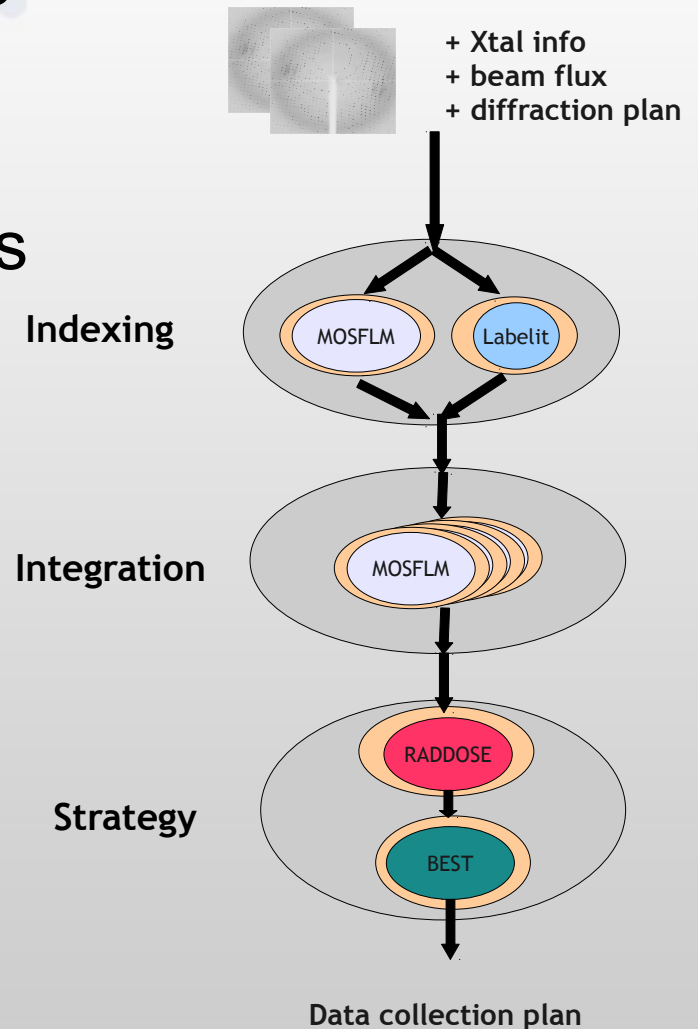 + Xtal info
+ beam flux
+ diffraction plan
s
Indexing
MOSFLM
Labelit
Integration
MOSFLM
RADDOSE
Strategy
BEST
Data collection plan